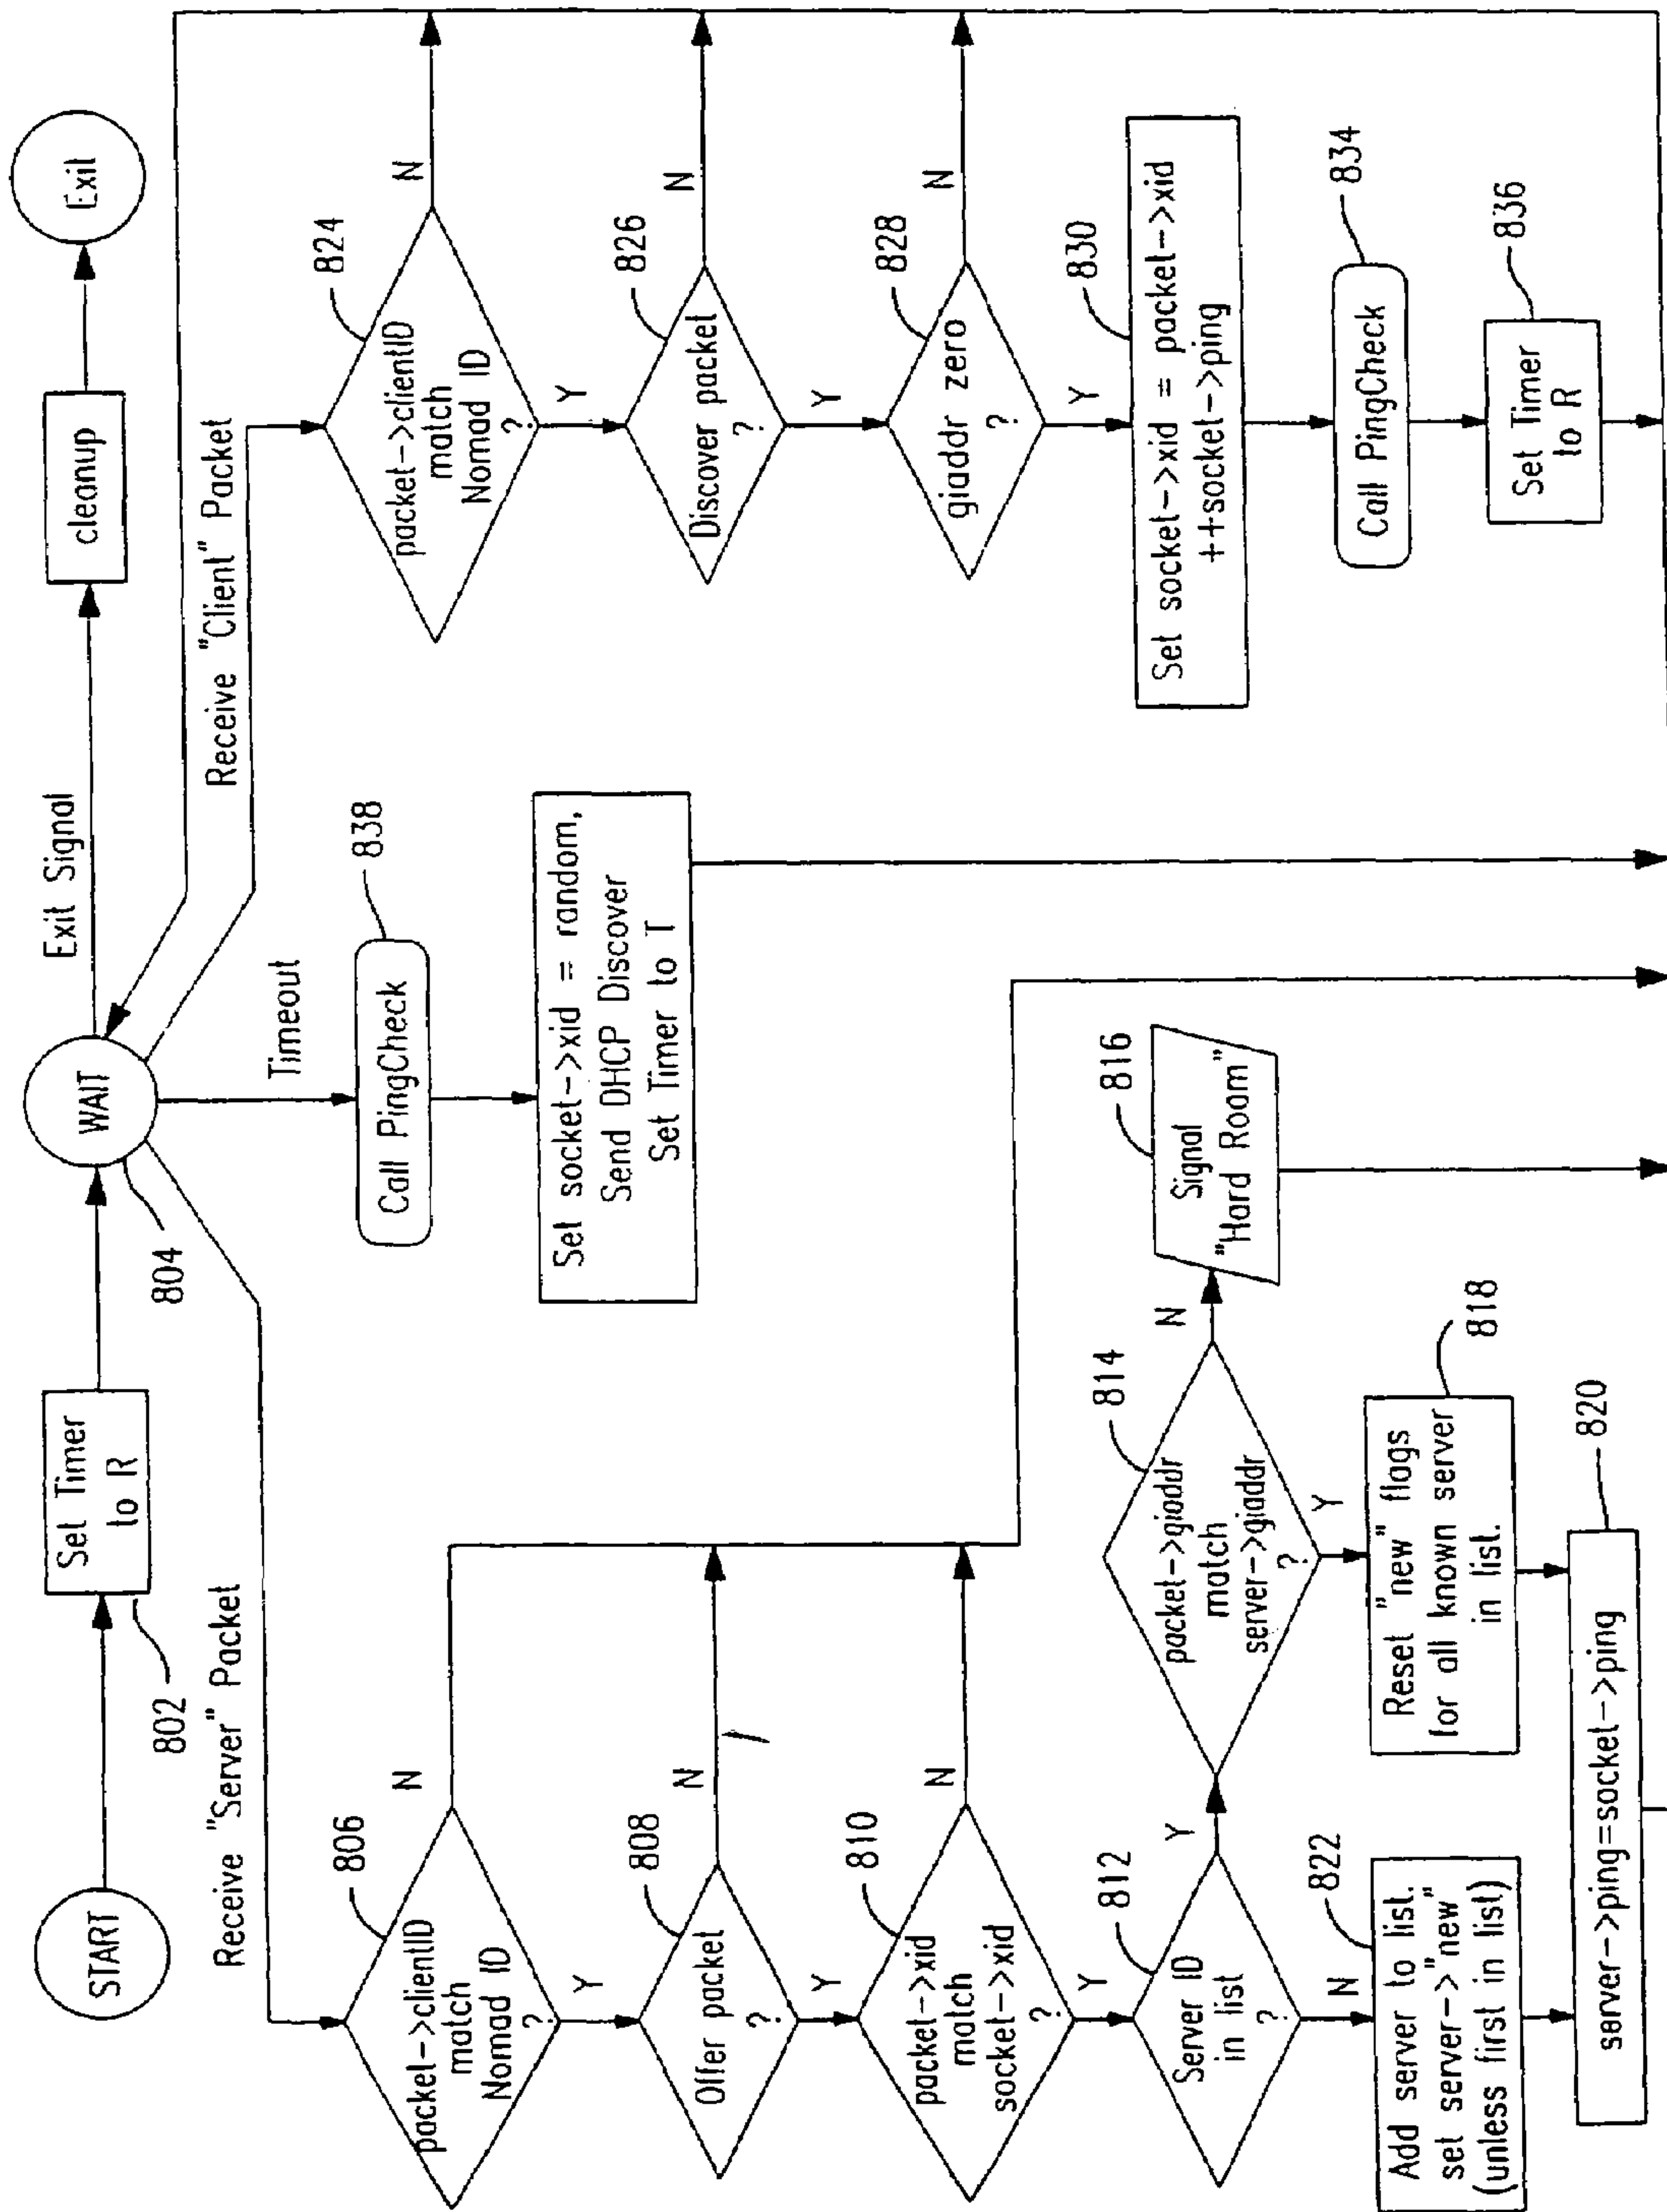 START
Set Timer
to R
802
WAIT
804
Exit Signal
cleanup
Exit
Receive "Server" Packet
Timeout
Receive "Client" Packet
packet->clientID
match
Nomad ID
?
806
N
Y
Offer packet
?
808
N
Y
packet->xid
match
socket->xid
?
810
N
Y
Server ID
in list
?
812
Y
N
Add server to list.
set server->"new"
(unless first in list)
822
packet->giaddr
match
server->giaddr
?
814
N
Y
Signal
"Hard Roam"
816
Reset "new" flags
for all known server
in list.
818
server->ping=socket->ping
820
Call PingCheck
838
Set socket->xid = random,
Send DHCP Discover
Set Timer to T
packet->clientID
match
Nomad ID
?
824
N
Y
Discover packet
?
826
N
Y
giaddr zero
?
828
N
Y
Set socket->xid = packet->xid
++socket->ping
830
Call PingCheck
834
Set Timer
to R
836